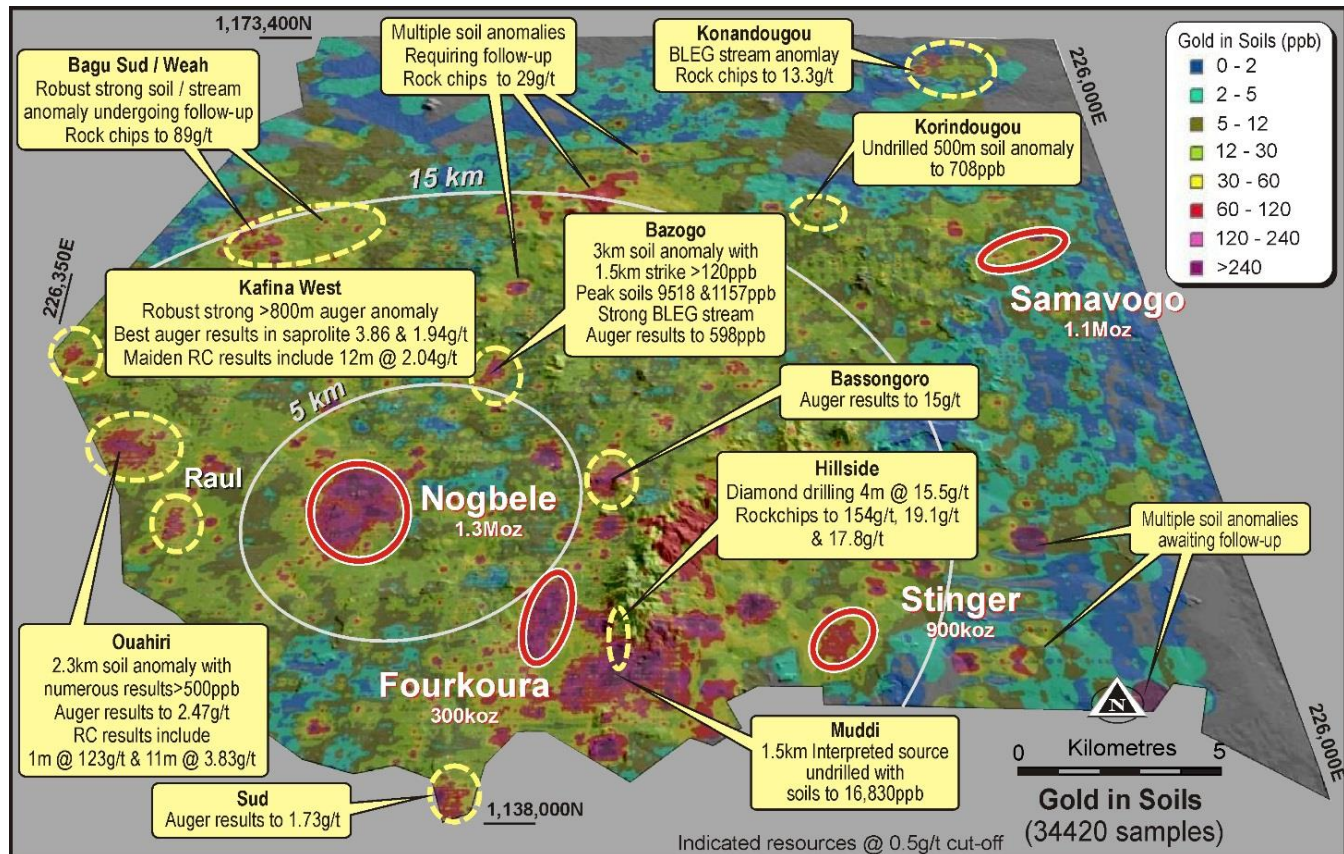 1,173,400N
Bagu Sud / Weah
Robust strong soil / stream
anomaly undergoing follow-up
Rock chips to 89g/t
Multiple soil anomalies
Requiring follow-up
Rock chips to 29g/t
Konandougou
BLEG stream anomlay
Rock chips to 13.3g/t
226,000E
Gold in Soils (ppb)
0 - 2
2 - 5
5 - 12
12 - 30
30 - 60
60 - 120
120 - 240
>240
Korindougou
Undrilled 500m soil anomaly
to 708ppb
15 km
Bazogo
3km soil anomaly with
1.5km strike >120ppb
Peak soils 9518 &1157ppb
Strong BLEG stream
Auger results to 598ppb
226,350E
Kafina West
Robust strong >800m auger anomaly
Best auger results in saprolite 3.86 & 1.94g/t
Maiden RC results include 12m @ 2.04g/t
Samavogo
1.1Moz
5 km
Bassongoro
Auger results to 15g/t
Raul
Nogbele
1.3Moz
Hillside
Diamond drilling 4m @ 15.5g/t
Rockchips to 154g/t, 19.1g/t
& 17.8g/t
Multiple soil anomalies
awaiting follow-up
Stinger
900koz
Fourkoura
300koz
Ouahiri
2.3km soil anomaly with
numerous results>500ppb
Auger results to 2.47g/t
RC results include
1m @ 123g/t & 11m @ 3.83g/t
Muddi
1.5km Interpreted source
undrilled with
soils to 16,830ppb
N
226,000E
0 Kilometres 5
Sud
Auger results to 1.73g/t
1,138,000N
Gold in Soils
(34420 samples)
Indicated resources @ 0.5g/t cut-off